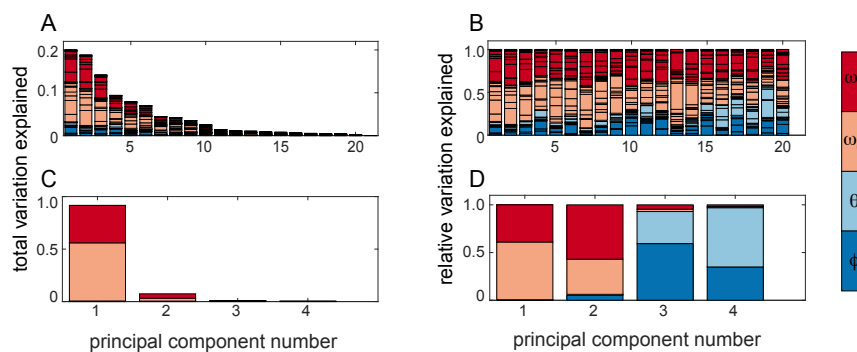 A
B
total variation explained
0.2
0.1
0
5
10
15
20
relative variation explained
1.0
0.5
0
5
10
15
20
C
D
1.0
0.5
0
1
2
3
4
principal component number
1.0
0.5
0
1
2
3
4
principal component number
ω
ω
θ
ϕ